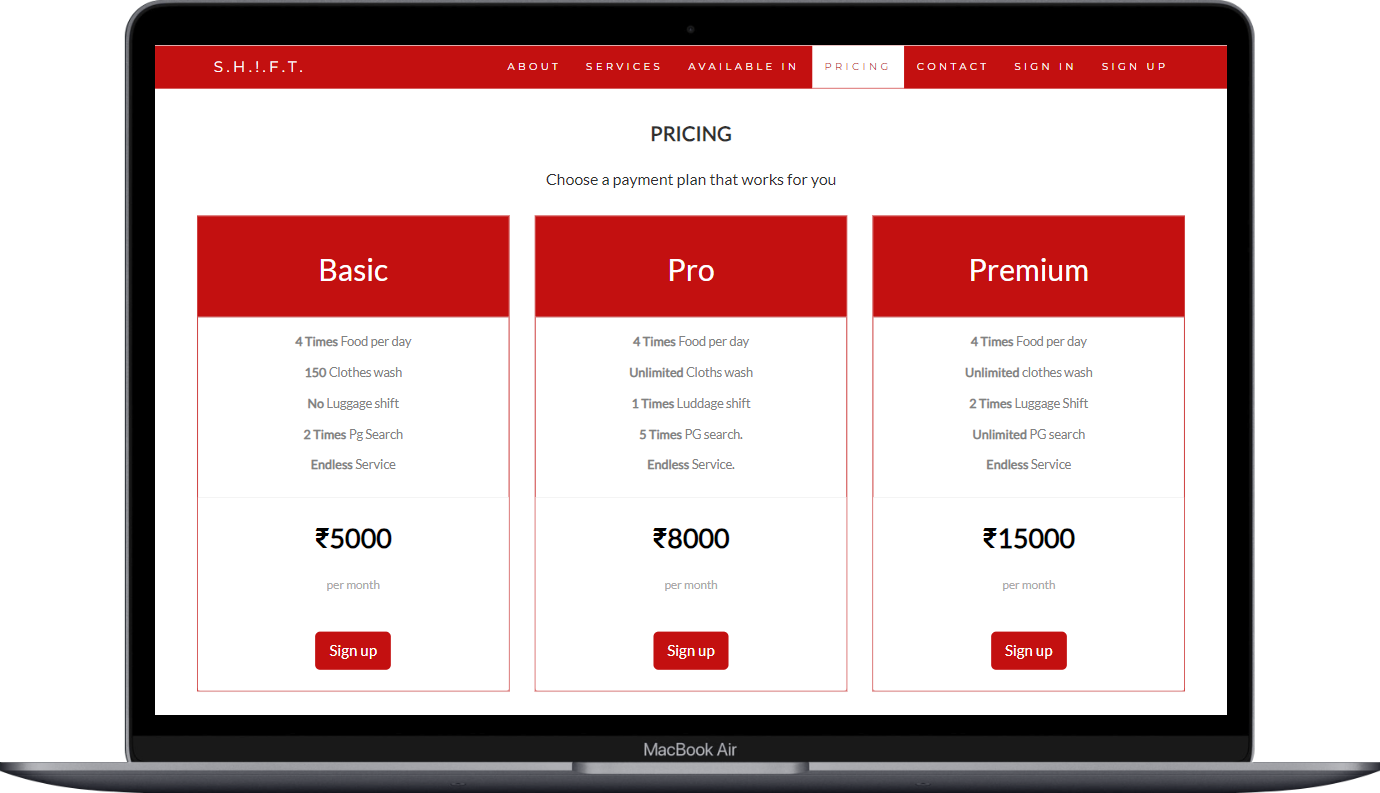 S.H.!.F.T. ABOUT SERVICES AVAILABLE IN PRICING CONTACT SIGN IN SIGN UP
PRICING
Choose a payment plan that works for you
Basic
4 Times Food per day
150 Clothes wash
No Luggage shift
2 Times Pg Search
Endless Service
₹5000
per month
Sign up
Pro
4 Times Food per day
Unlimited Cloths wash
1 Times Luddage shift
5 Times PG search.
Endless Service.
₹8000
per month
Sign up
Premium
4 Times Food per day
Unlimited clothes wash
2 Times Luggage Shift
Unlimited PG search
Endless Service
₹15000
per month
Sign up
MacBook Air